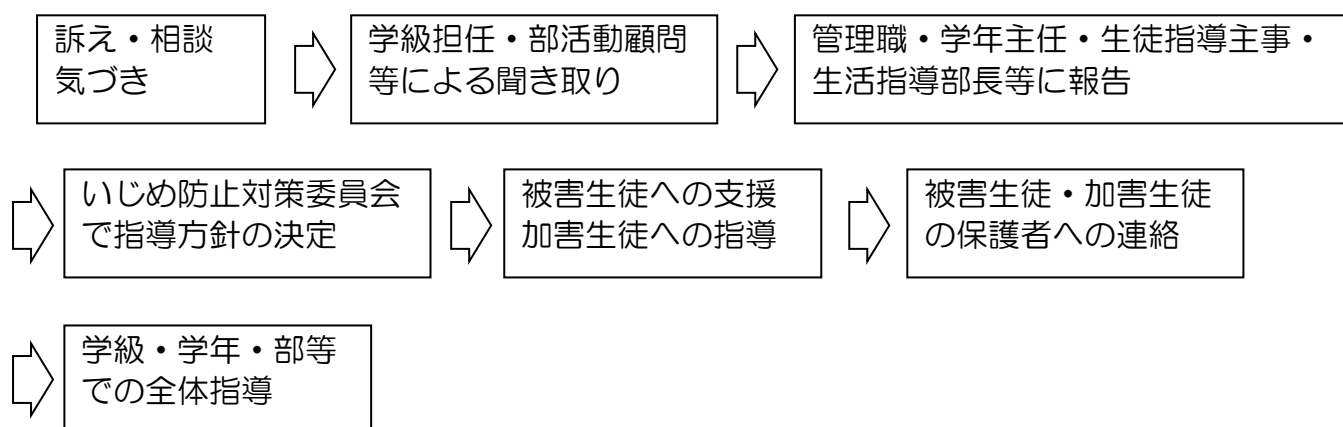 訴え・相談
気づき
学級担任・部活動顧問
等による聞き取り
管理職・学年主任・生徒指導主事・
生活指導部長等に報告
いじめ防止対策委員会
で指導方針の決定
被害生徒への支援
加害生徒への指導
被害生徒・加害生徒
の保護者への連絡
学級・学年・部等
での全体指導